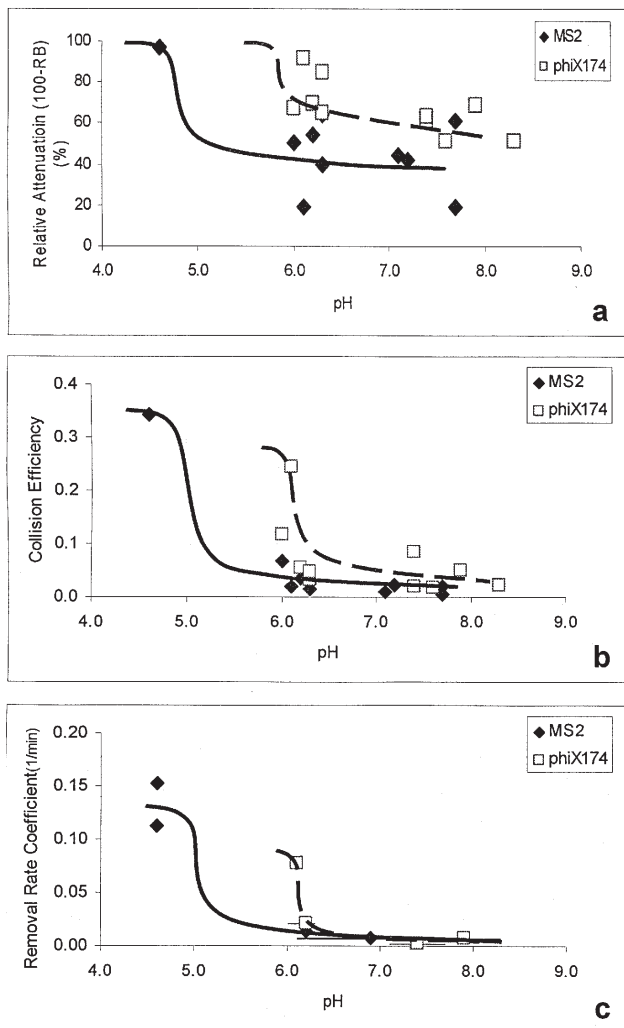 MS2
phiX174
100
80
60
40
20
0
Relative Attenuatioin (100-RB)
(%)
4.0 5.0 6.0 7.0 8.0 9.0
pH
a
MS2
phiX174
0.4
0.3
0.2
0.1
0.0
Collision Efficiency
4.0 5.0 6.0 7.0 8.0 9.0
pH
b
MS2
phiX174
0.20
0.15
0.10
0.05
0.00
Removal Rate Coefficient(1/min)
4.0 5.0 6.0 7.0 8.0 9.0
pH
c